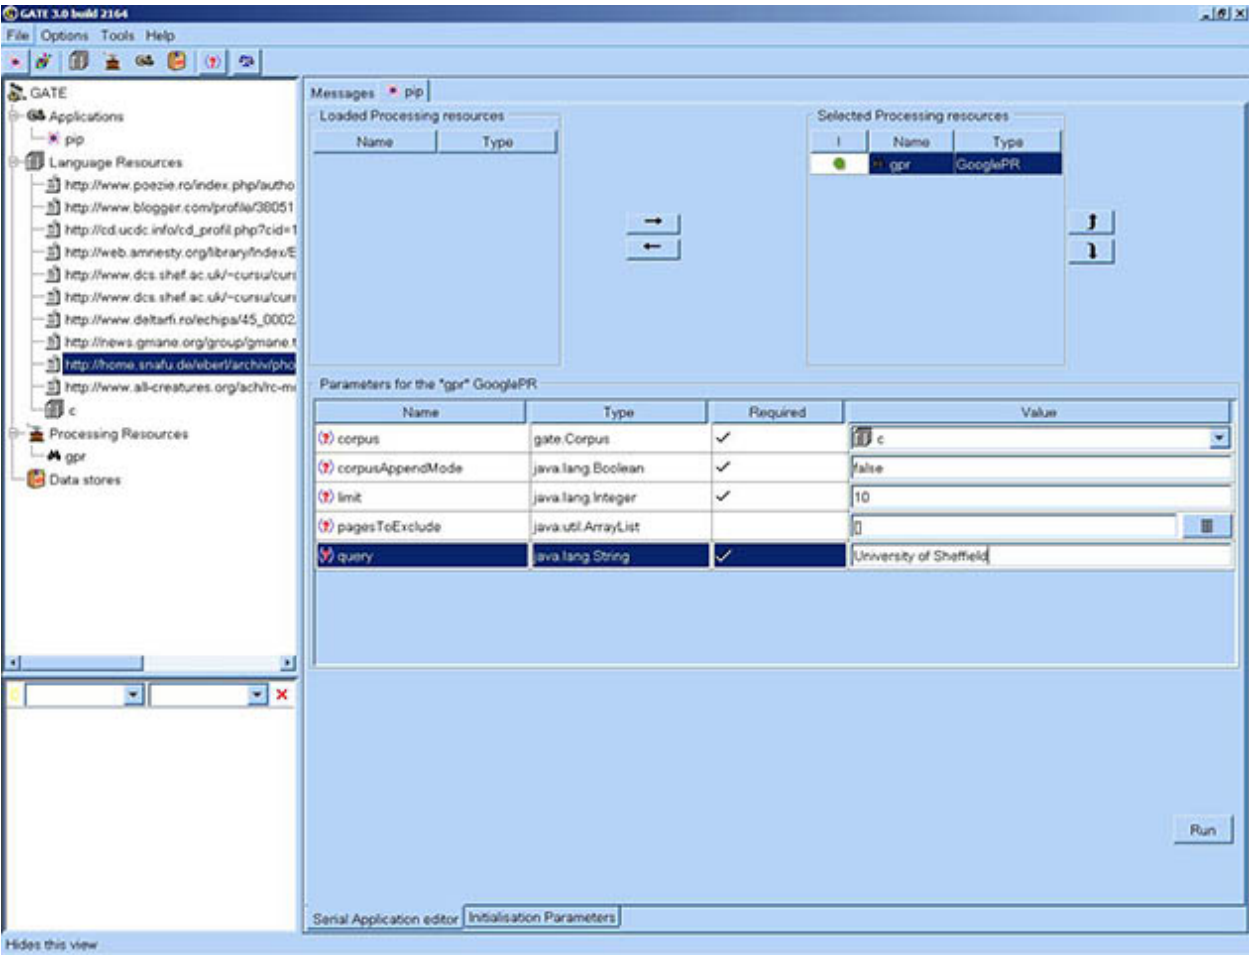 GATE 3.0 build 2164
File Options Tools Help
GATE
Applications
pip
Language Resources
http://www.poezie.ro/index.php/autho
http://www.blogger.com/profile/38051
http://cd.ucdc.info/cd_profil.php?cid=1
http://web.amnesty.org/library/Index/E
http://www.dcs.shef.ac.uk/~cursu/curs
http://www.dcs.shef.ac.uk/~cursu/curs
http://www.deltarfi.ro/echipa/45_0002.
http://news.gmane.org/group/gmane.t
http://home.snafu.de/eberl/archiv/pho
http://www.all-creatures.org/ach/rc-m
c
Processing Resources
gpr
Data stores
Messages pip
Loaded Processing resources
Name Type
Selected Processing resources
! Name Type
gpr GooglePR
Parameters for the "gpr" GooglePR
Name Type Required Value
(?) corpus gate.Corpus ✓ c
(?) corpusAppendMode java.lang.Boolean ✓ false
(?) limit java.lang.Integer ✓ 10
(?) pagesToExclude java.util.ArrayList []
(?) query java.lang.String ✓ University of Sheffield
Run
Serial Application editor Initialisation Parameters
Hides this view